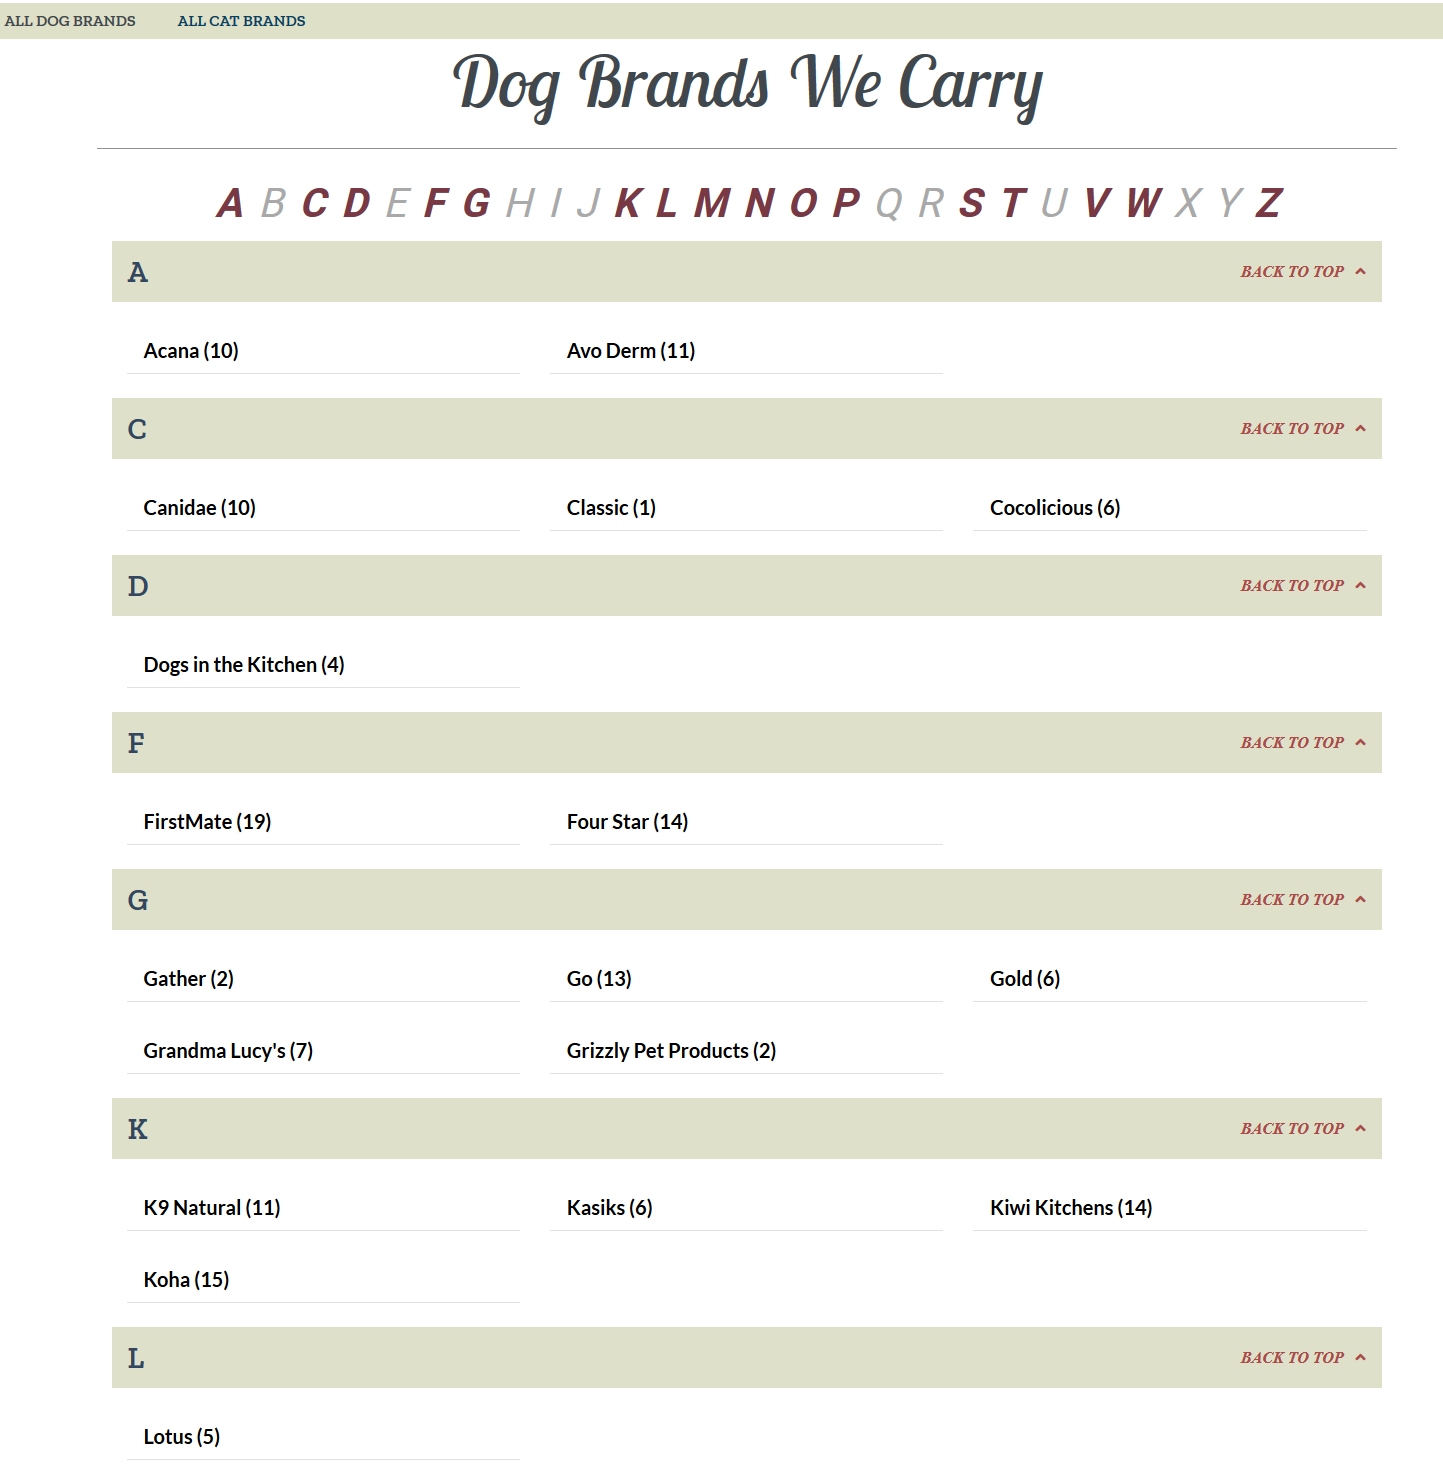 ALL DOG BRANDS ALL CAT BRANDS
Dog Brands We Carry
A B C D E F G H I J K L M N O P Q R S T U V W X Y Z
A BACK TO TOP
Acana (10) Avo Derm (11)
C BACK TO TOP
Canidae (10) Classic (1) Cocolicious (6)
D BACK TO TOP
Dogs in the Kitchen (4)
F BACK TO TOP
FirstMate (19) Four Star (14)
G BACK TO TOP
Gather (2) Go (13) Gold (6)
Grandma Lucy's (7) Grizzly Pet Products (2)
K BACK TO TOP
K9 Natural (11) Kasiks (6) Kiwi Kitchens (14)
Koha (15)
L BACK TO TOP
Lotus (5)